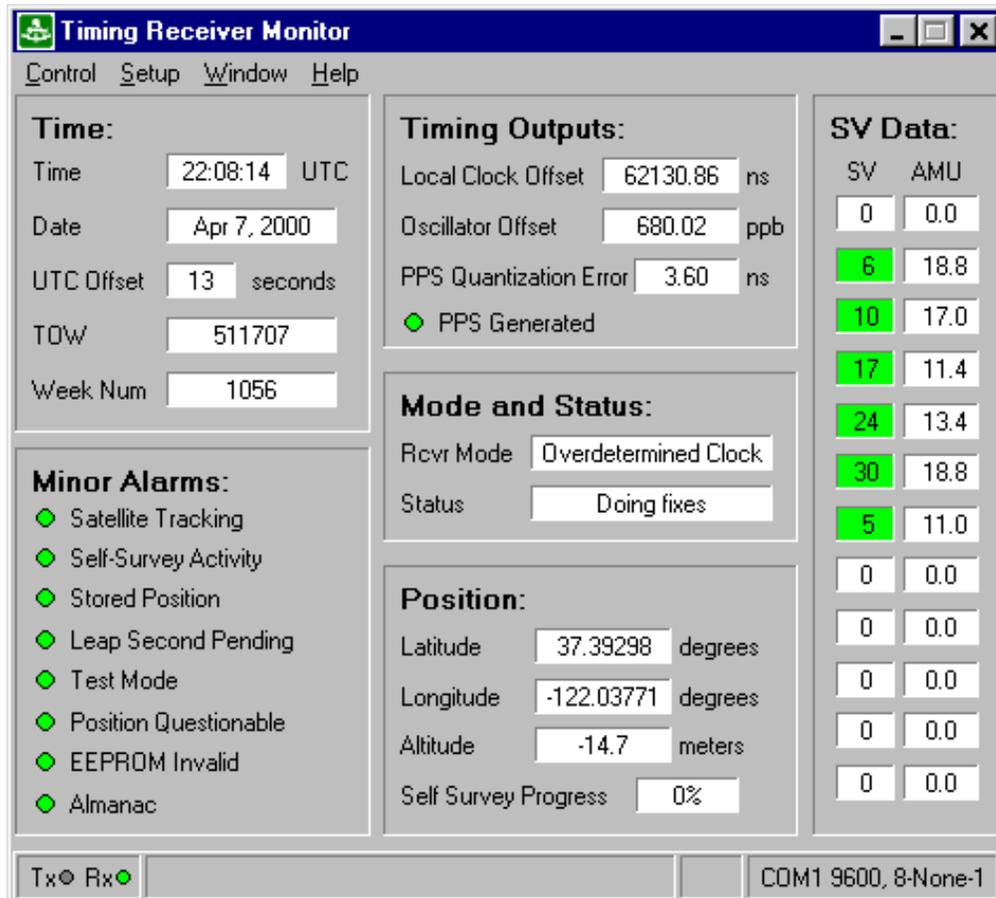 Timing Receiver Monitor
Control Setup Window Help
Time:
Time 22:08:14 UTC
Date Apr 7, 2000
UTC Offset 13 seconds
TOW 511707
Week Num 1056
Minor Alarms:
Satellite Tracking
Self-Survey Activity
Stored Position
Leap Second Pending
Test Mode
Position Questionable
EEPROM Invalid
Almanac
Timing Outputs:
Local Clock Offset 62130.86 ns
Oscillator Offset 680.02 ppb
PPS Quantization Error 3.60 ns
PPS Generated
Mode and Status:
Rcvr Mode Overdetermined Clock
Status Doing fixes
Position:
Latitude 37.39298 degrees
Longitude -122.03771 degrees
Altitude -14.7 meters
Self Survey Progress 0%
SV Data:
SV AMU
0 0.0
6 18.8
10 17.0
17 11.4
24 13.4
30 18.8
5 11.0
0 0.0
0 0.0
0 0.0
0 0.0
0 0.0
Tx Rx
COM1 9600, 8-None-1